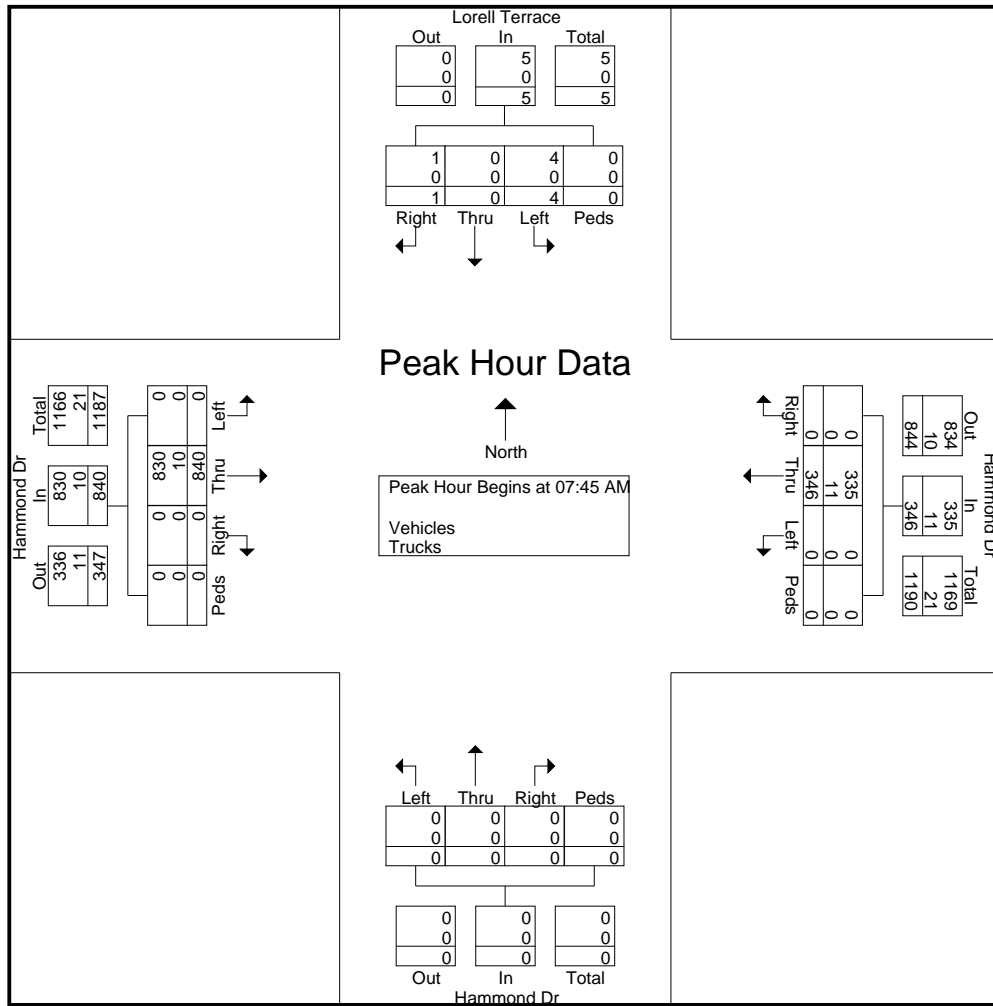 Lorell Terrace
Out In Total
0 5 5
0 0 0
0 5 5
1 0 4 0
0 0 0 0
1 0 4 0
Right Thru Left Peds
Peak Hour Data
North
Peak Hour Begins at 07:45 AM
Vehicles
Trucks
Hammond Dr
Total In Out
1166 830 336
21 10 11
1187 840 347
0 830 0 0
0 10 0 0
0 840 0 0
Left Thru Right Peds
Hammond Dr
Out In Total
834 335 1169
10 11 21
844 346 1190
0 335 0 0
0 11 0 0
0 346 0 0
Right Thru Left Peds
Left Thru Right Peds
0 0 0 0
0 0 0 0
0 0 0 0
0 0 0
0 0 0
0 0 0
Out In Total
Hammond Dr